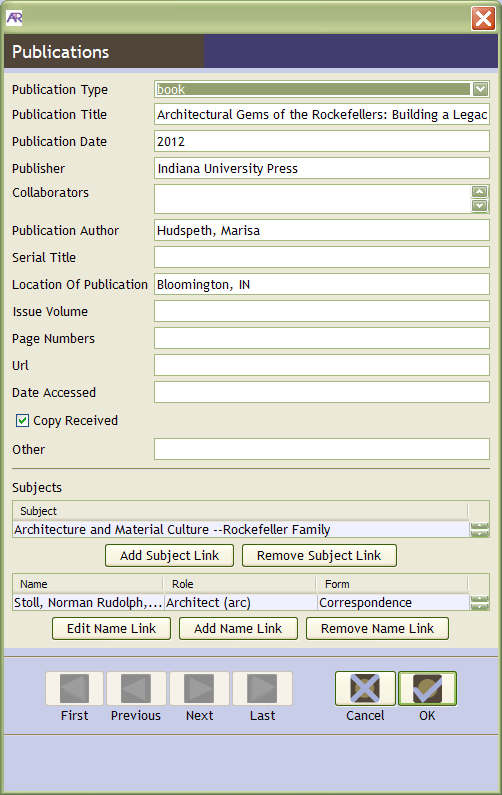 AR
Publications
Publication Type book
Publication Title Architectural Gems of the Rockefellers: Building a Legac
Publication Date 2012
Publisher Indiana University Press
Collaborators
Publication Author Hudspeth, Marisa
Serial Title
Location Of Publication Bloomington, IN
Issue Volume
Page Numbers
Url
Date Accessed
Copy Received
Other
Subjects
Subject
Architecture and Material Culture --Rockefeller Family
Add Subject Link Remove Subject Link
Name Role Form
Stoll, Norman Rudolph,... Architect (arc) Correspondence
Edit Name Link Add Name Link Remove Name Link
First Previous Next Last Cancel OK